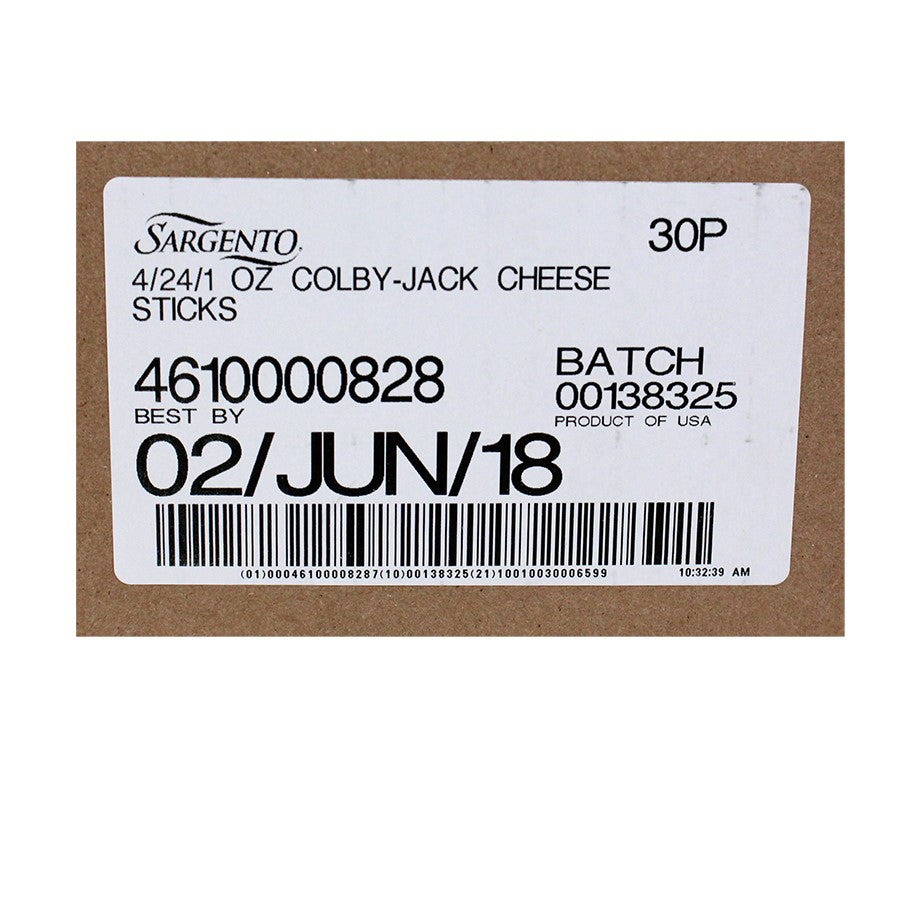 SARGENTO
30P
4/24/1 OZ COLBY-JACK CHEESE
STICKS
4610000828
BATCH
00138325
BEST BY
PRODUCT OF USA
02/JUN/18
(01)00046100008287(10)00138325(21)10010030006599
10:32:39 AM